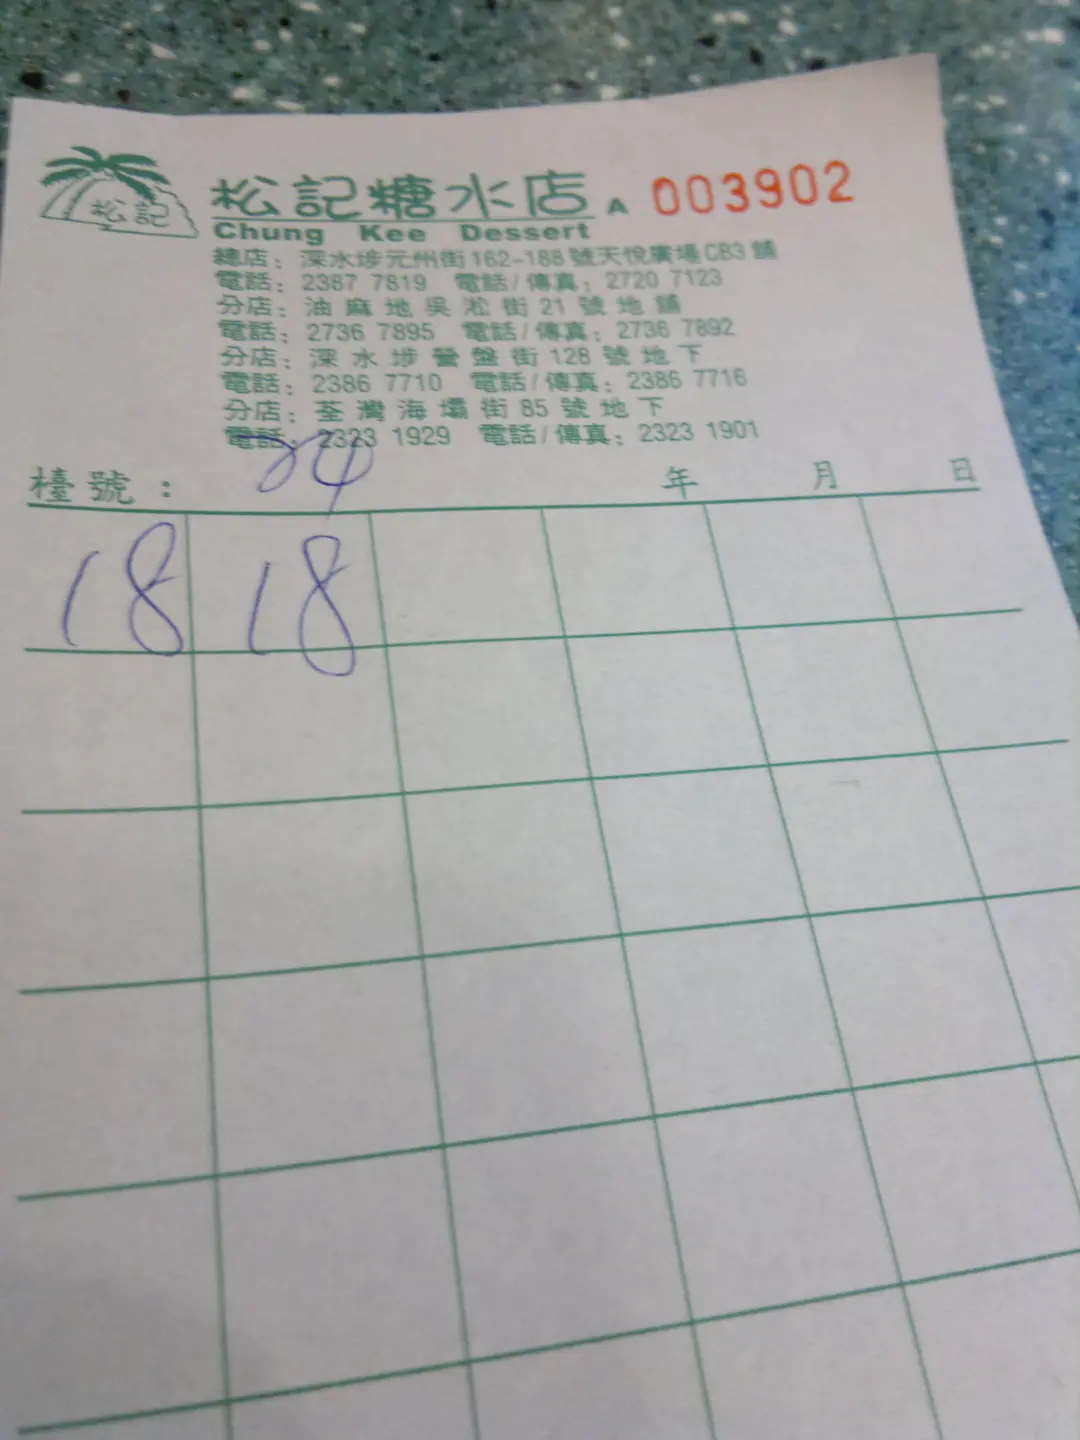 松記
松記糖水店 A 003902
Chung Kee Dessert
總店：深水埗元州街162-188號天悅廣場CB3舖
電話：2387 7819 電話/傳真：2720 7123
分店：油麻地吳淞街21號地舖
電話：2736 7895 電話/傳真：2736 7892
分店：深水埗營盤街128號地下
電話：2386 7710 電話/傳真：2386 7716
分店：荃灣海壩街85號地下
電話：2323 1929 電話/傳真：2323 1901
檯號： 24 年 月 日
18 18